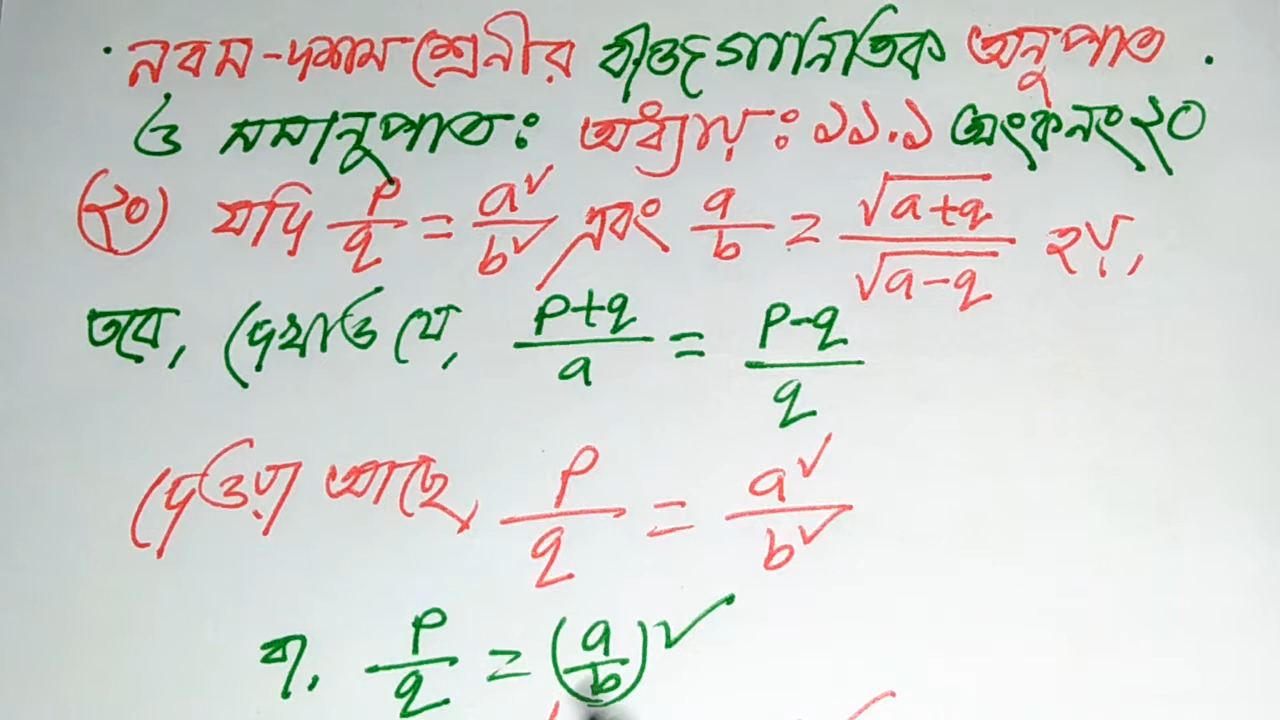 নবম-দশম শ্রেনীর বীজগানিতিক অনুপাত
ও সমানুপাত: অধ্যায়: ১১.১ অংক নং ২০
(২০) যদি p/q = a²/b² এবং a/b = √(a+q)/√(a-q) হয়,
তবে, দেখাও যে, (p+q)/a = (p-q)/q
দেওয়া আছে, p/q = a²/b²
বা, p/q = (a/b)²